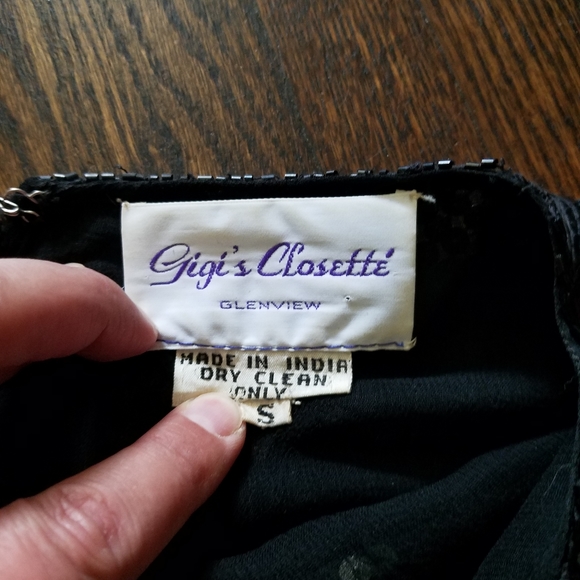 Gigi's Closetté
GLENVIEW
MADE IN INDIA
DRY CLEAN
ONLY
S